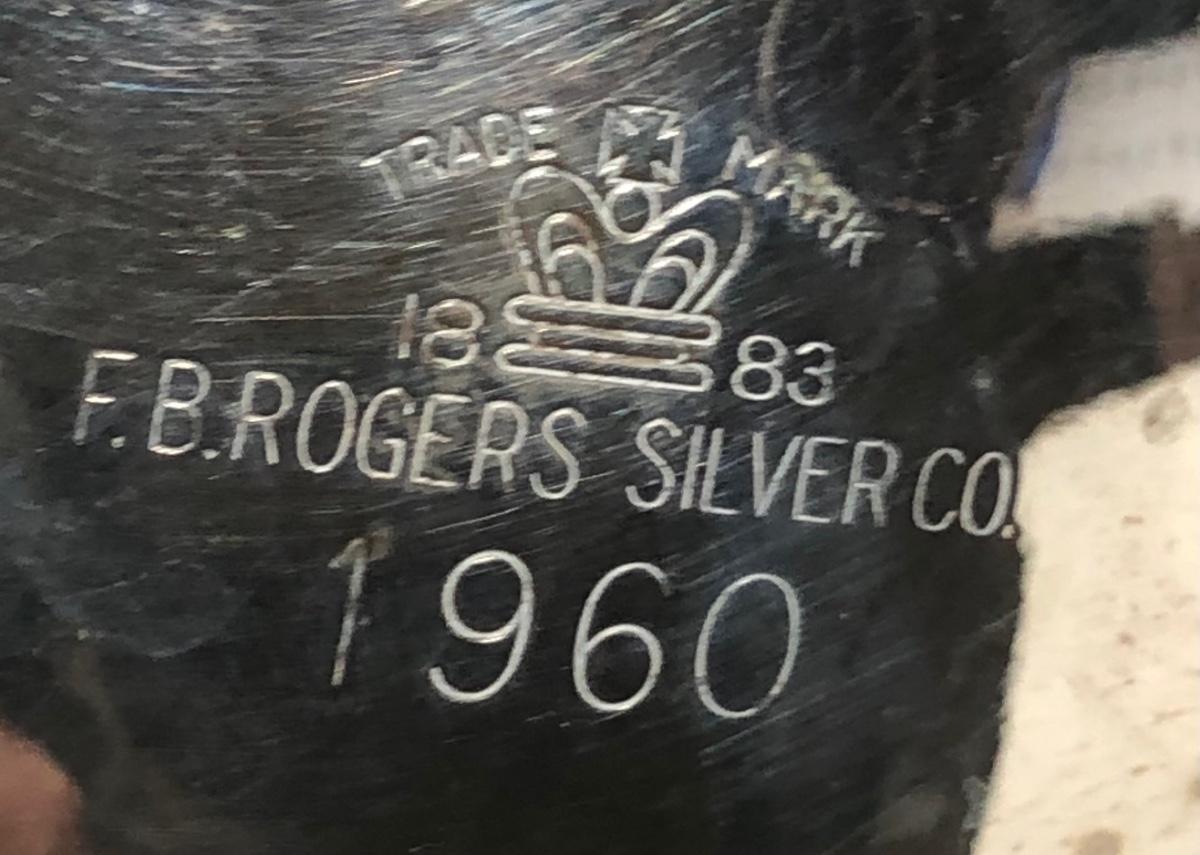 TRADE MARK
18 83
F.B.ROGERS SILVER CO.
1960